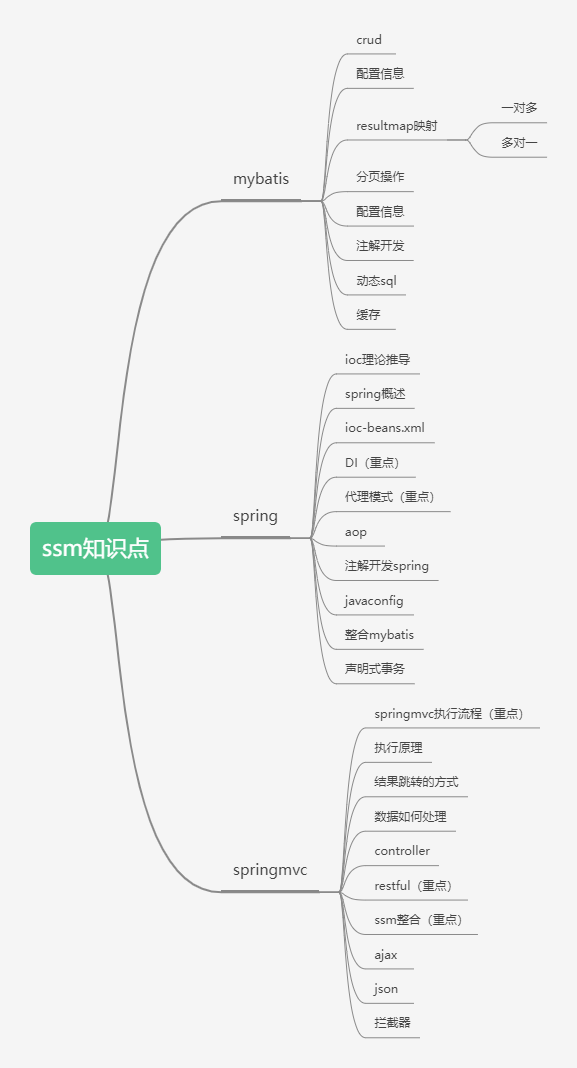 ssm知识点
mybatis
crud
配置信息
resultmap映射
一对多
多对一
分页操作
配置信息
注解开发
动态sql
缓存
spring
ioc理论推导
spring概述
ioc-beans.xml
DI（重点）
代理模式（重点）
aop
注解开发spring
javaconfig
整合mybatis
声明式事务
springmvc
springmvc执行流程（重点）
执行原理
结果跳转的方式
数据如何处理
controller
restful（重点）
ssm整合（重点）
ajax
json
拦截器